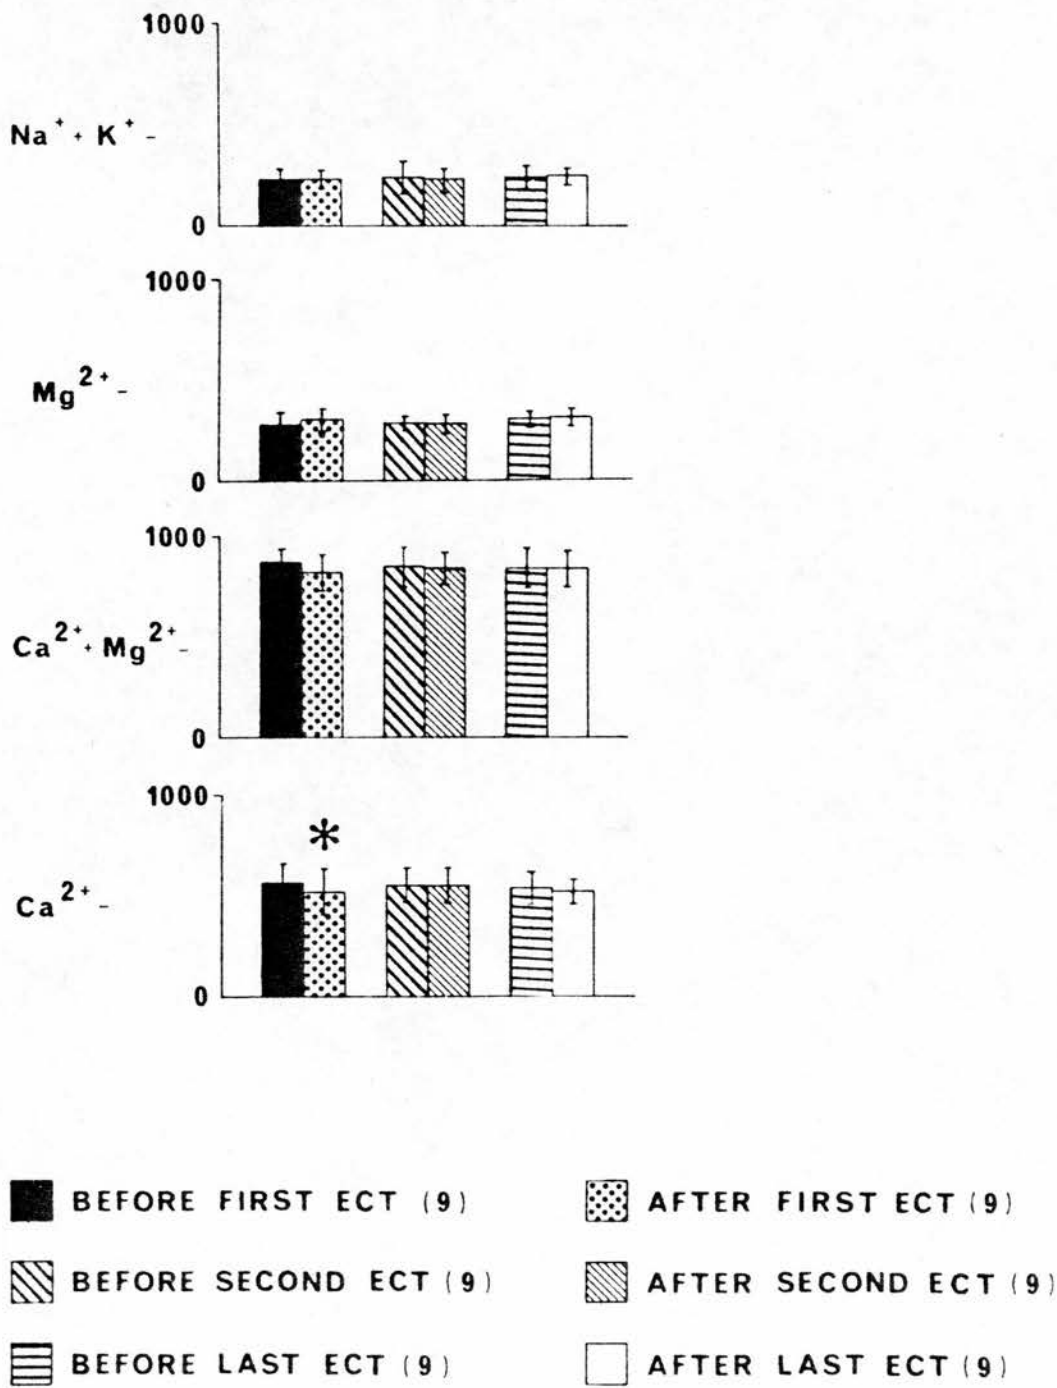 1000
Na⁺ + K⁺ -
0
1000
Mg²⁺ -
0
1000
Ca²⁺ + Mg²⁺ -
0
1000
*
Ca²⁺ -
0
BEFORE FIRST ECT (9)
AFTER FIRST ECT (9)
BEFORE SECOND ECT (9)
AFTER SECOND ECT (9)
BEFORE LAST ECT (9)
AFTER LAST ECT (9)